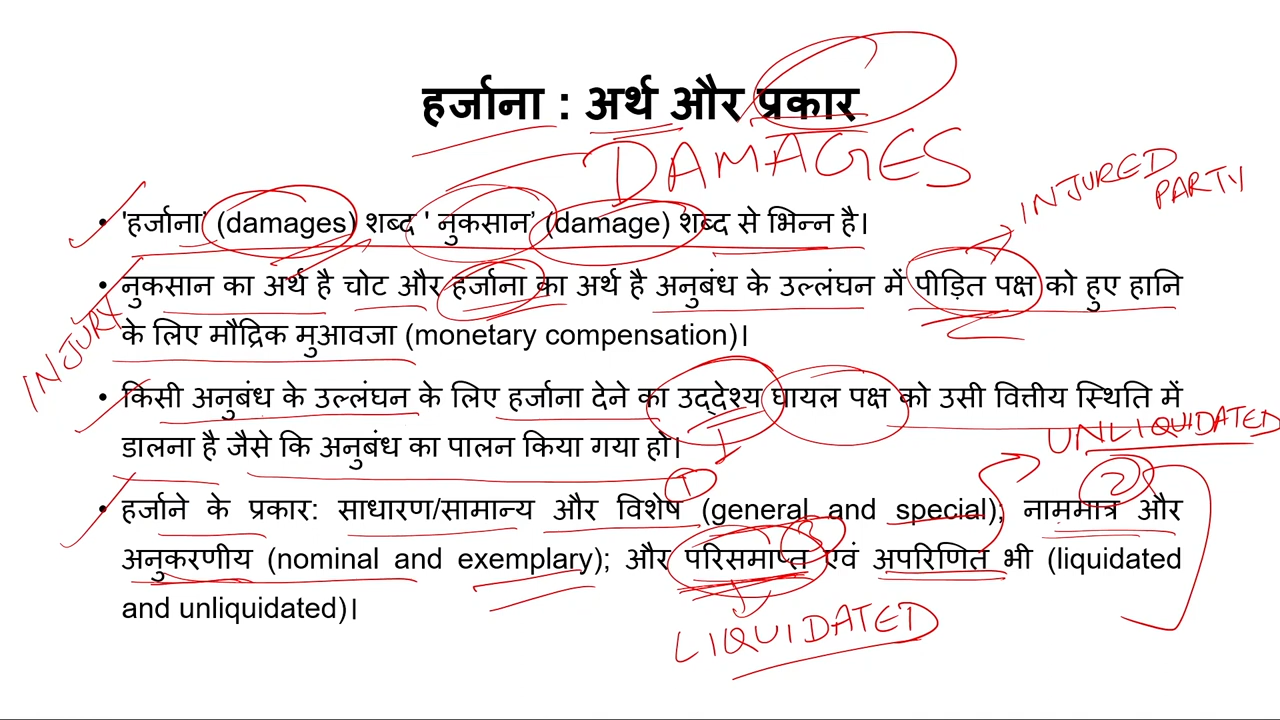 हर्जाना : अर्थ और प्रकार
DAMAGES
INJURED PARTY
• 'हर्जाना' (damages) शब्द ' नुकसान' (damage) शब्द से भिन्न है।
• नुकसान का अर्थ है चोट और हर्जाना का अर्थ है अनुबंध के उल्लंघन में पीड़ित पक्ष को हुए हानि
के लिए मौद्रिक मुआवजा (monetary compensation)।
INJURY
• किसी अनुबंध के उल्लंघन के लिए हर्जाना देने का उद्देश्य घायल पक्ष को उसी वित्तीय स्थिति में
डालना है जैसे कि अनुबंध का पालन किया गया हो।
UNLIQUIDATED
1
2
• हर्जाने के प्रकार: साधारण/सामान्य और विशेष (general and special); नाममात्र और
3
अनुकरणीय (nominal and exemplary); और परिसमाप्त एवं अपरिणित भी (liquidated
and unliquidated)।
LIQUIDATED